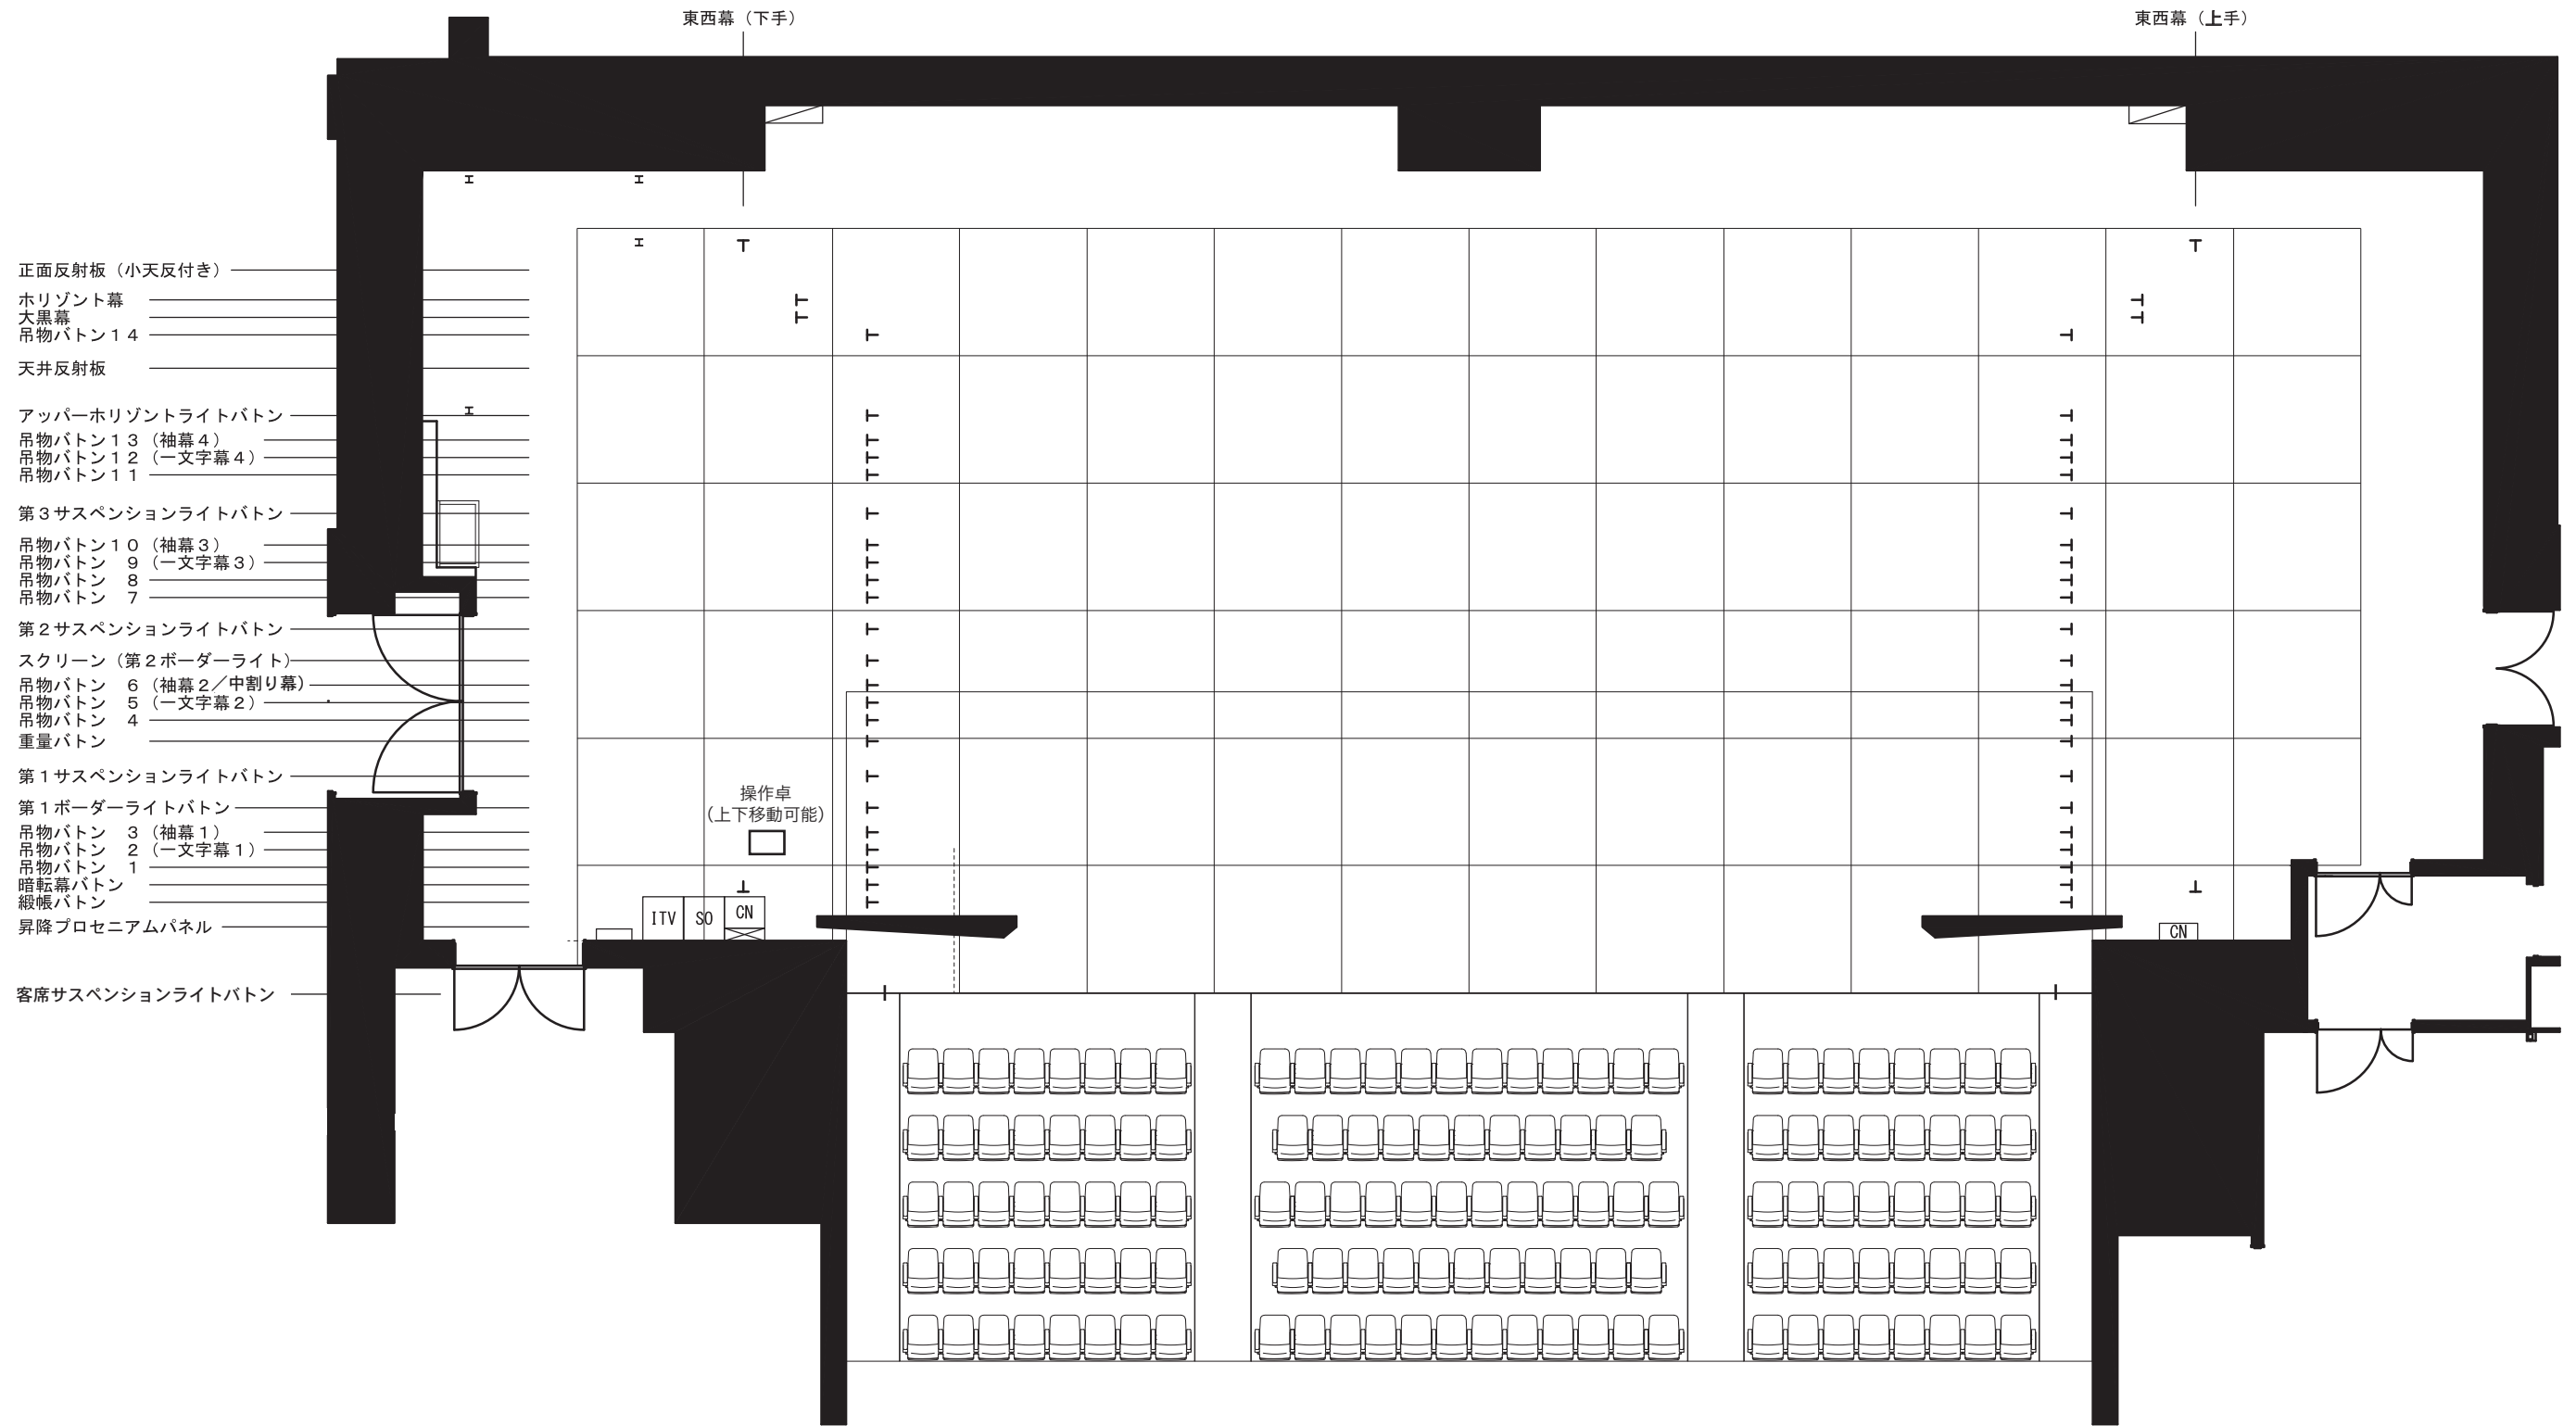 東西幕（下手）
東西幕（上手）
正面反射板（小天反付き）
ホリゾント幕
大黒幕
吊物バトン１４
天井反射板
アッパーホリゾントライトバトン
吊物バトン１３（袖幕４）
吊物バトン１２（一文字幕４）
吊物バトン１１
第３サスペンションライトバトン
吊物バトン１０（袖幕３）
吊物バトン　９（一文字幕３）
吊物バトン　８
吊物バトン　７
第２サスペンションライトバトン
スクリーン（第２ボーダーライト）
吊物バトン　６（袖幕２／中割り幕）
吊物バトン　５（一文字幕２）
吊物バトン　４
重量バトン
第１サスペンションライトバトン
第１ボーダーライトバトン
吊物バトン　３（袖幕１）
吊物バトン　２（一文字幕１）
吊物バトン　１
暗転幕バトン
緞帳バトン
昇降プロセニアムパネル
客席サスペンションライトバトン
操作卓
（上下移動可能）
ITV
SO
CN
CN